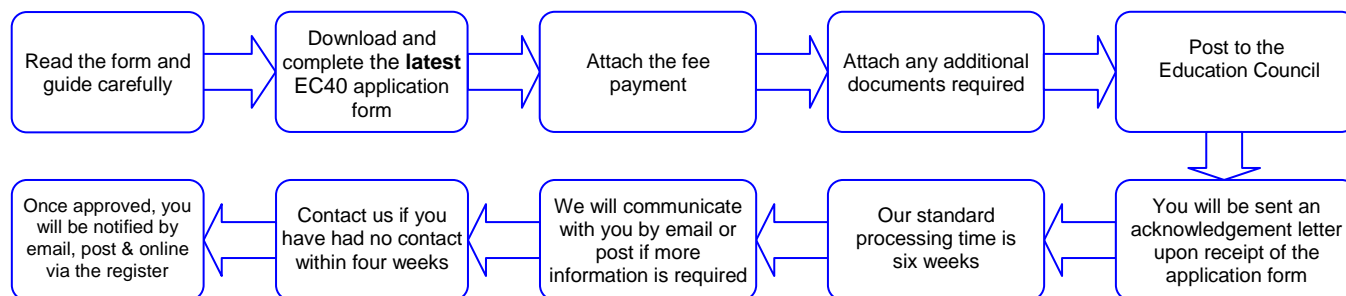 Read the form and
guide carefully
Download and
complete the latest
EC40 application
form
Attach the fee
payment
Attach any additional
documents required
Post to the
Education Council
You will be sent an
acknowledgement letter
upon receipt of the
application form
Our standard
processing time is
six weeks
We will communicate
with you by email or
post if more
information is required
Contact us if you
have had no contact
within four weeks
Once approved, you
will be notified by
email, post & online
via the register